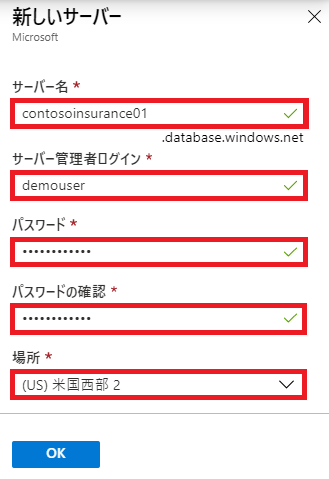 新しいサーバー
Microsoft
サーバー名 *
contosoinsurance01
.database.windows.net
サーバー管理者ログイン *
demouser
パスワード *
••••••••••••
パスワードの確認 *
••••••••••••
場所 *
(US) 米国西部 2
OK